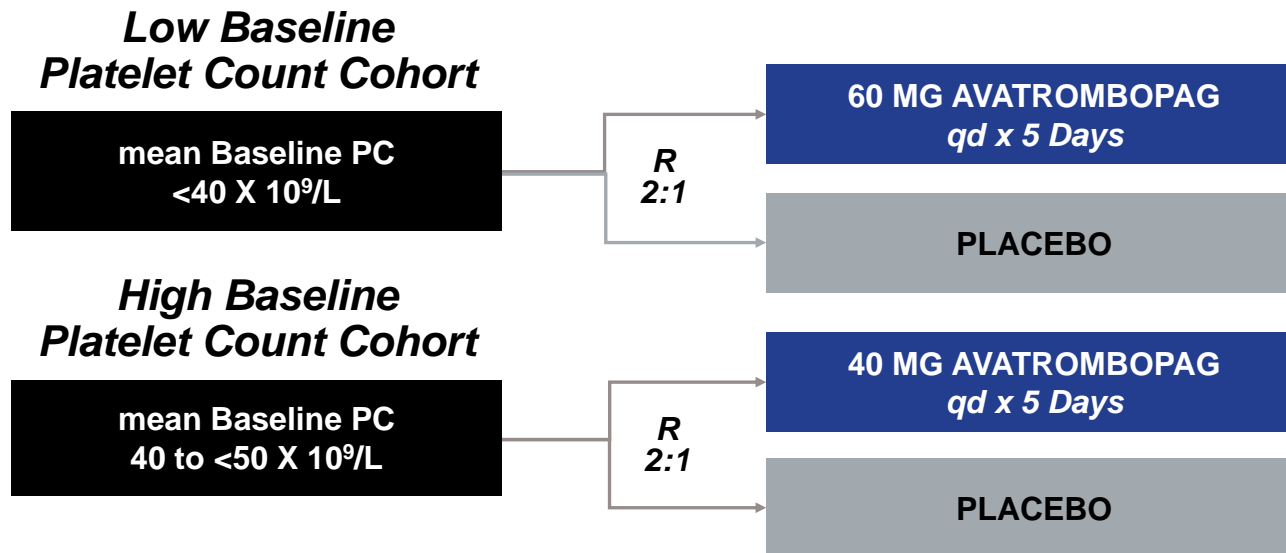 Low Baseline
Platelet Count Cohort
mean Baseline PC
<40 X 10⁹/L
R
2:1
60 MG AVATROMBOPAG
qd x 5 Days
PLACEBO
High Baseline
Platelet Count Cohort
mean Baseline PC
40 to <50 X 10⁹/L
R
2:1
40 MG AVATROMBOPAG
qd x 5 Days
PLACEBO